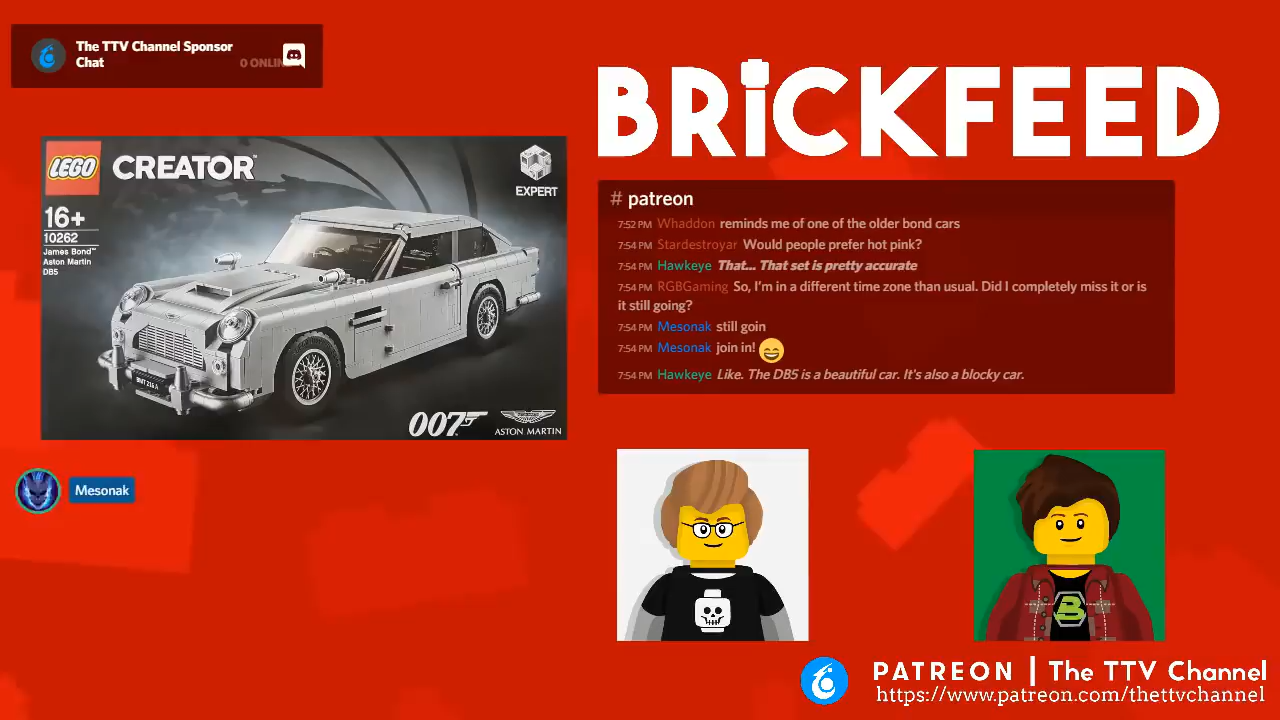 The TTV Channel Sponsor
Chat
0 ONLIN
BRICKFEED
LEGO CREATOR™
EXPERT
16+
10262
James Bond™
Aston Martin
DB5
BMT 216 A
007
ASTON MARTIN
# patreon
7:52 PM Whaddon reminds me of one of the older bond cars
7:54 PM Stardestroyar Would people prefer hot pink?
7:54 PM Hawkeye That... That set is pretty accurate
7:54 PM RGBGaming So, I'm in a different time zone than usual. Did I completely miss it or is
it still going?
7:54 PM Mesonak still goin
7:54 PM Mesonak join in! 😄
7:54 PM Hawkeye Like. The DB5 is a beautiful car. It's also a blocky car.
Mesonak
B
PATREON | The TTV Channel
https://www.patreon.com/thettvchannel